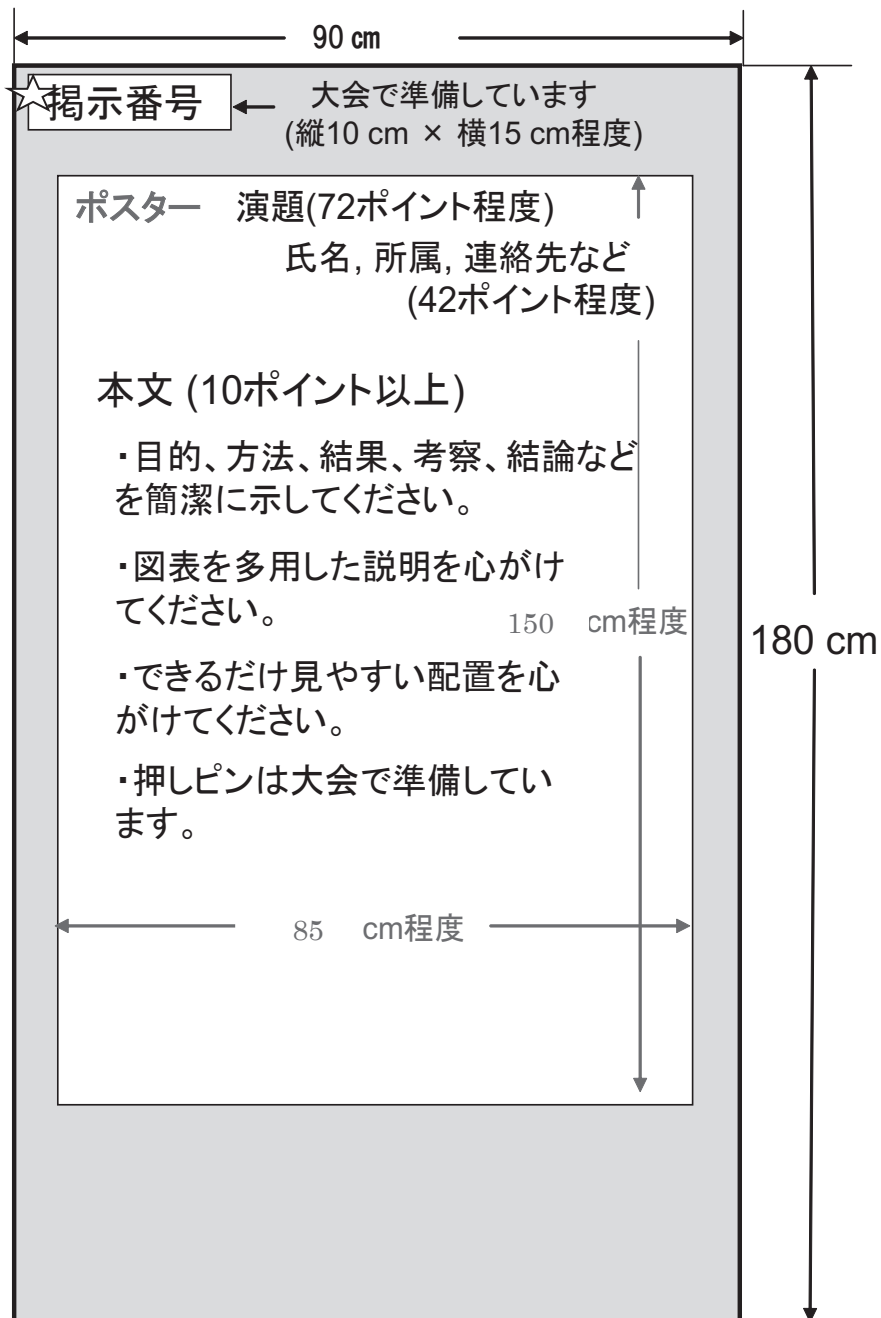 90 cm
掲示番号
大会で準備しています
(縦10 cm × 横15 cm程度)
ポスター 演題(72ポイント程度)
氏名, 所属, 連絡先など
(42ポイント程度)
本文 (10ポイント以上)
・目的、方法、結果、考察、結論など
を簡潔に示してください。
・図表を多用した説明を心がけ
てください。
150 cm程度
180 cm
・できるだけ見やすい配置を心
がけてください。
・押しピンは大会で準備してい
ます。
85 cm程度